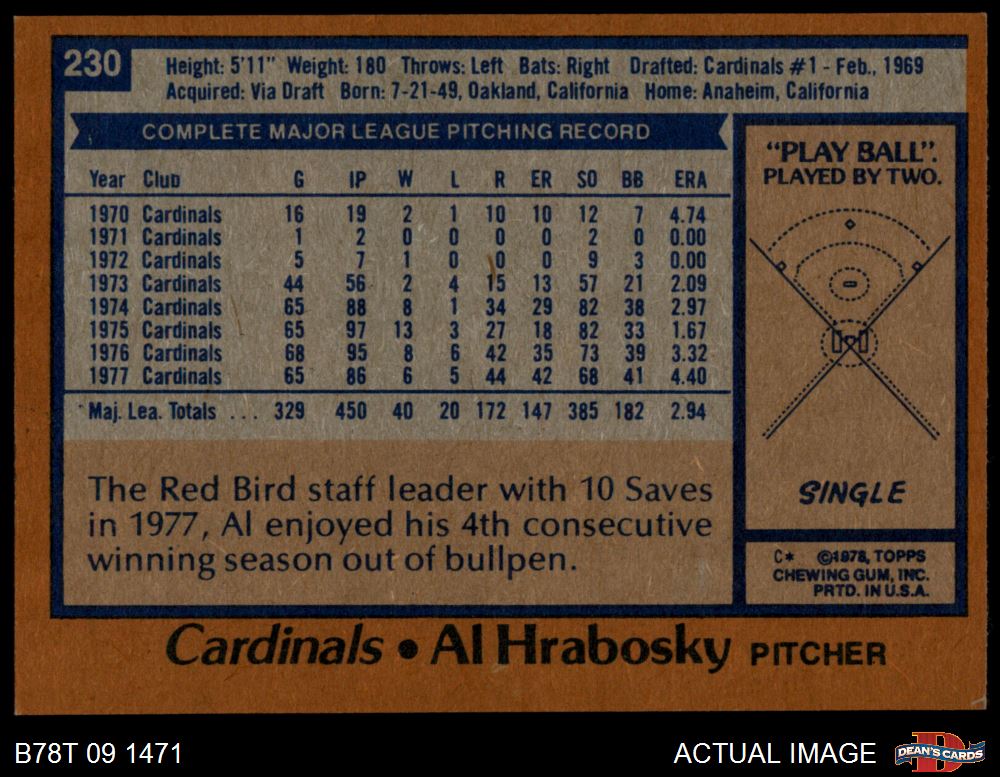 230
Height: 5'11" Weight: 180 Throws: Left Bats: Right Drafted: Cardinals #1 - Feb., 1969
Acquired: Via Draft Born: 7-21-49, Oakland, California Home: Anaheim, California
COMPLETE MAJOR LEAGUE PITCHING RECORD
Year Club G IP W L R ER SO BB ERA
1970 Cardinals 16 19 2 1 10 10 12 7 4.74
1971 Cardinals 1 2 0 0 0 0 2 0 0.00
1972 Cardinals 5 7 1 0 0 0 9 3 0.00
1973 Cardinals 44 56 2 4 15 13 57 21 2.09
1974 Cardinals 65 88 8 1 34 29 82 38 2.97
1975 Cardinals 65 97 13 3 27 18 82 33 1.67
1976 Cardinals 68 95 8 6 42 35 73 39 3.32
1977 Cardinals 65 86 6 5 44 42 68 41 4.40
Maj. Lea. Totals ... 329 450 40 20 172 147 385 182 2.94
The Red Bird staff leader with 10 Saves
in 1977, Al enjoyed his 4th consecutive
winning season out of bullpen.
"PLAY BALL".
PLAYED BY TWO.
SINGLE
C* ©1978, TOPPS
CHEWING GUM, INC.
PRTD. IN U.S.A.
Cardinals • Al Hrabosky PITCHER
B78T 09 1471
ACTUAL IMAGE
D
DEAN'S CARDS